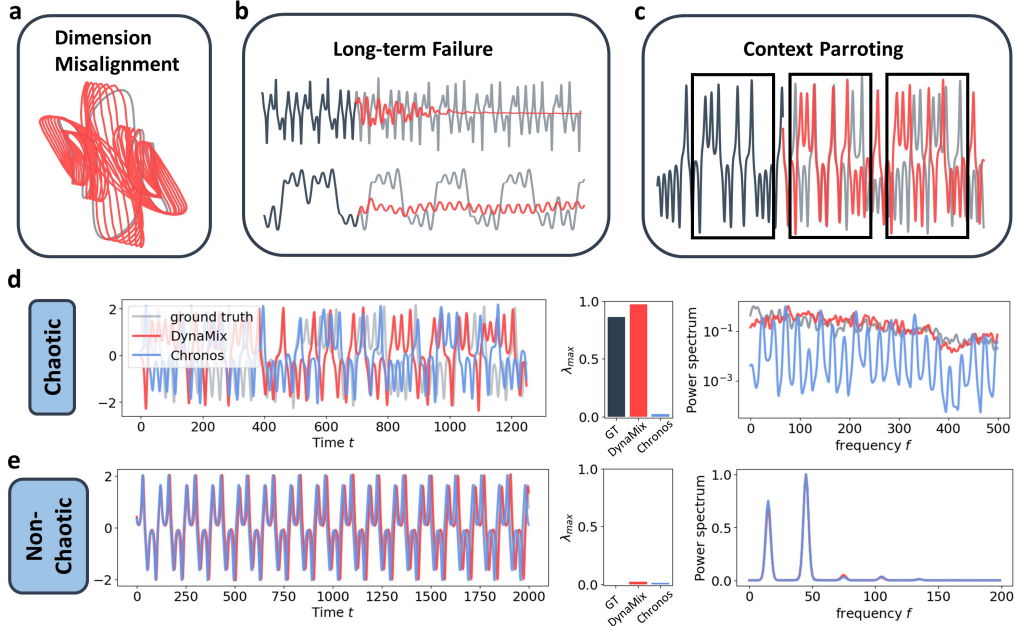 a
Dimension
Misalignment
b
Long-term Failure
c
Context Parroting
d
Chaotic
2
0
−2
ground truth
DynaMix
Chronos
0
200
400
600
800
1000
1200
Time t
1.0
0.5
0.0
λmax
GT
DynaMix
Chronos
Power spectrum
10⁻¹
10⁻³
0
100
200
300
400
500
frequency f
e
Non-
Chaotic
2
0
−2
0
250
500
750
1000
1250
1500
1750
2000
Time t
1.0
0.5
0.0
λmax
GT
DynaMix
Chronos
Power spectrum
1.0
0.5
0.0
0
50
100
150
200
frequency f